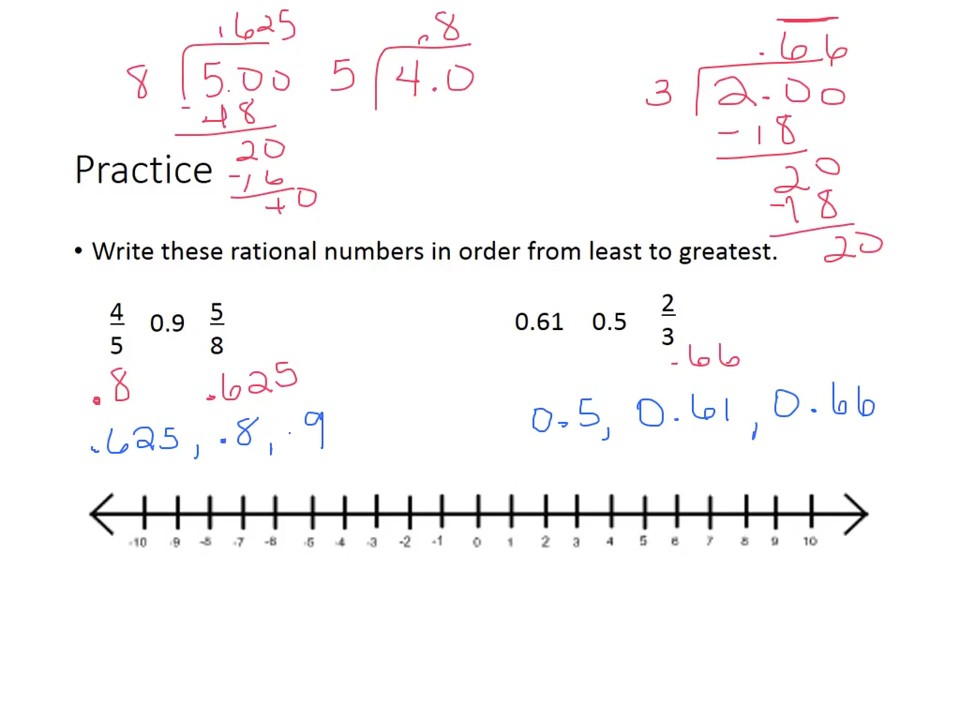 .625 .8 .66
8 5.00 5 4.0 3 2.00
- 48 - 18
20 20
Practice - 16 - 18
40 20
• Write these rational numbers in order from least to greatest.
4/5 0.9 5/8 0.61 0.5 2/3
.8 .625 .66
.625, .8, .9 0.5, 0.61, 0.66
-10 -9 -8 -7 -6 -5 -4 -3 -2 -1 0 1 2 3 4 5 6 7 8 9 10